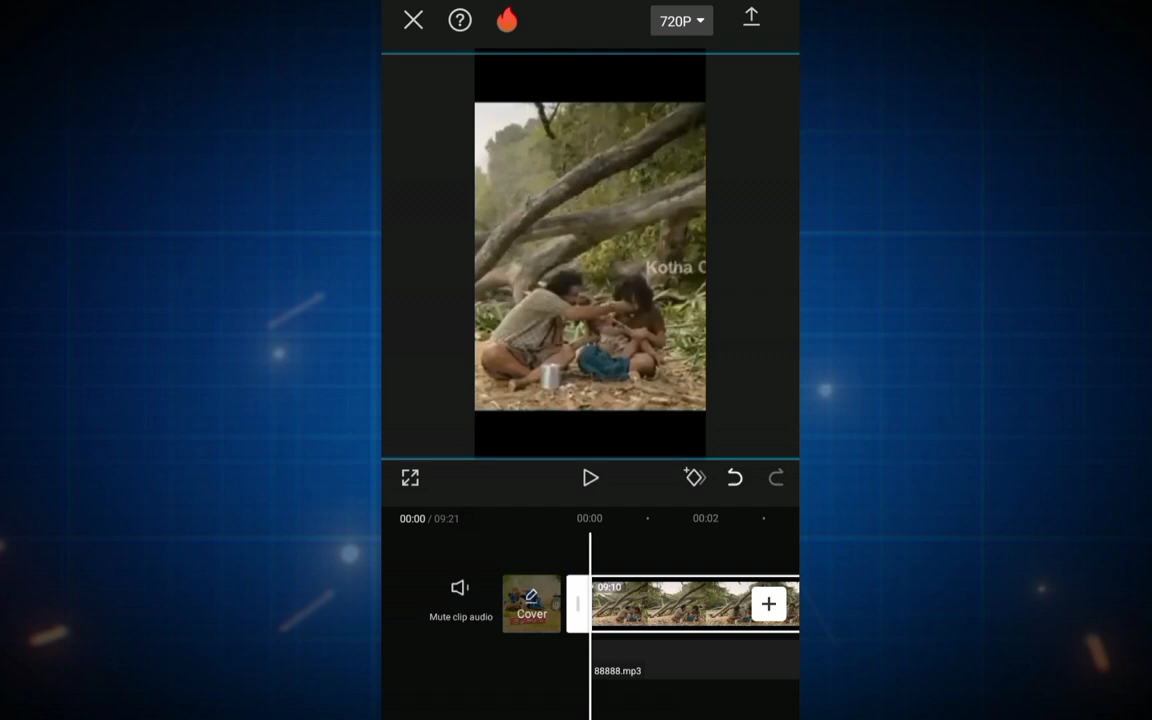 720P
Kotha C
00:00 / 09:21
00:00
00:02
09:10
Mute clip audio
Cover
88888.mp3